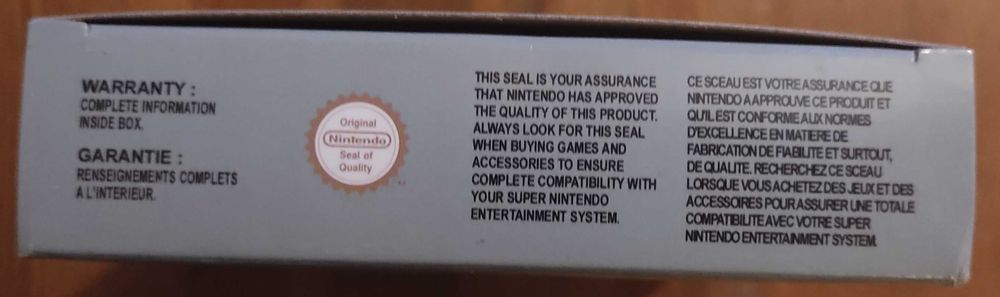 WARRANTY :
COMPLETE INFORMATION
INSIDE BOX.
GARANTIE :
RENSEIGNEMENTS COMPLETS
A L'INTERIEUR.
Original
Nintendo
Seal of
Quality
THIS SEAL IS YOUR ASSURANCE
THAT NINTENDO HAS APPROVED
THE QUALITY OF THIS PRODUCT.
ALWAYS LOOK FOR THIS SEAL
WHEN BUYING GAMES AND
ACCESSORIES TO ENSURE
COMPLETE COMPATIBILITY WITH
YOUR SUPER NINTENDO
ENTERTAINMENT SYSTEM.
CE SCEAU EST VOTRE ASSURANCE QUE
NINTENDO A APPROUVE CE PRODUIT ET
QU'IL EST CONFORME AUX NORMES
D'EXCELLENCE EN MATIERE DE
FABRICATION DE FIABILITE ET SURTOUT,
DE QUALITE. RECHERCHEZ CE SCEAU
LORSQUE VOUS ACHETEZ DES JEUX ET DES
ACCESSOIRES POUR ASSURER UNE TOTALE
COMPATIBILITE AVEC VOTRE SUPER
NINTENDO ENTERTAINMENT SYSTEM.